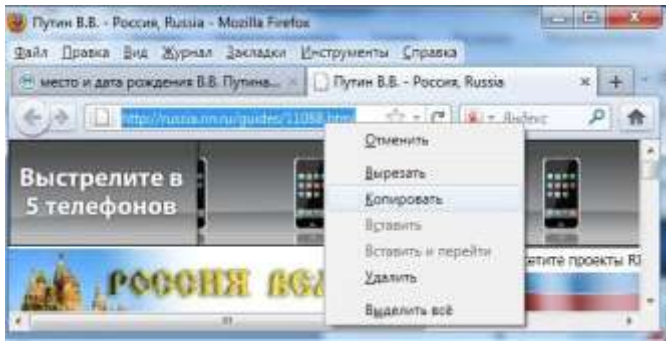 Путин В.В. - Россия, Russia - Mozilla Firefox
Файл Правка Вид Журнал Закладки Инструменты Справка
место и дата рождения В.В. Путина...
Путин В.В. - Россия, Russia
http://russia.rin.ru/guides/11098.html
Яндекс
Отменить
Вырезать
Копировать
Вставить
Вставить и перейти
Удалить
Выделить всё
Выстрелите в
5 телефонов
РОССИЯ
проекты